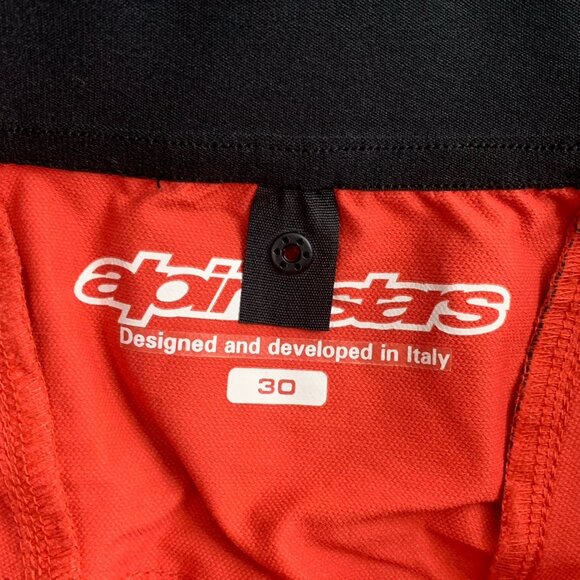 alpinestars
Designed and developed in Italy
30